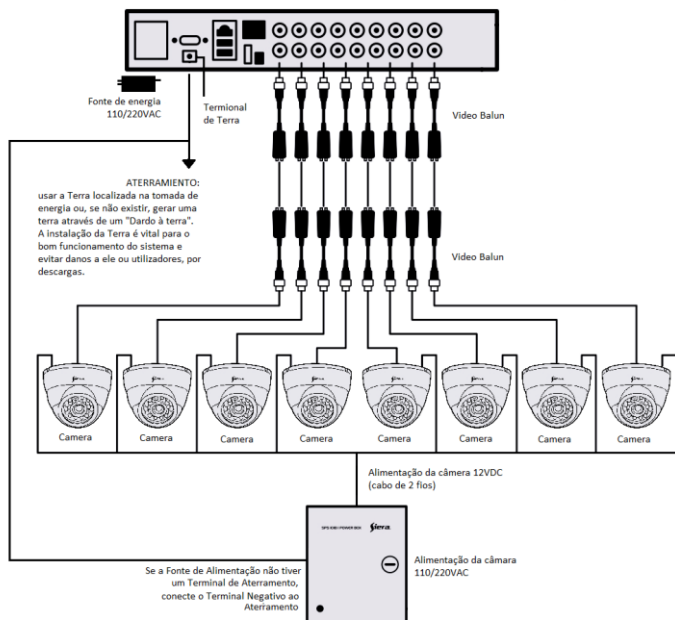 Fonte de energia
110/220VAC
Termional
de Terra
Video Balun
ATERRAMIENTO:
usar a Terra localizada na tomada de
energia ou, se não existir, gerar uma
terra através de um "Dardo à terra".
A instalação da Terra é vital para o
bom funcionamento do sistema e
evitar danos a ele ou utilizadores, por
descargas.
Video Balun
Camera
Camera
Camera
Camera
Camera
Camera
Camera
Camera
Alimentação da câmera 12VDC
(cabo de 2 fios)
Siera
Se a Fonte de Alimentação não tiver
um Terminal de Aterramento,
conecte o Terminal Negativo ao
Aterramento
Alimentação da câmara
110/220VAC